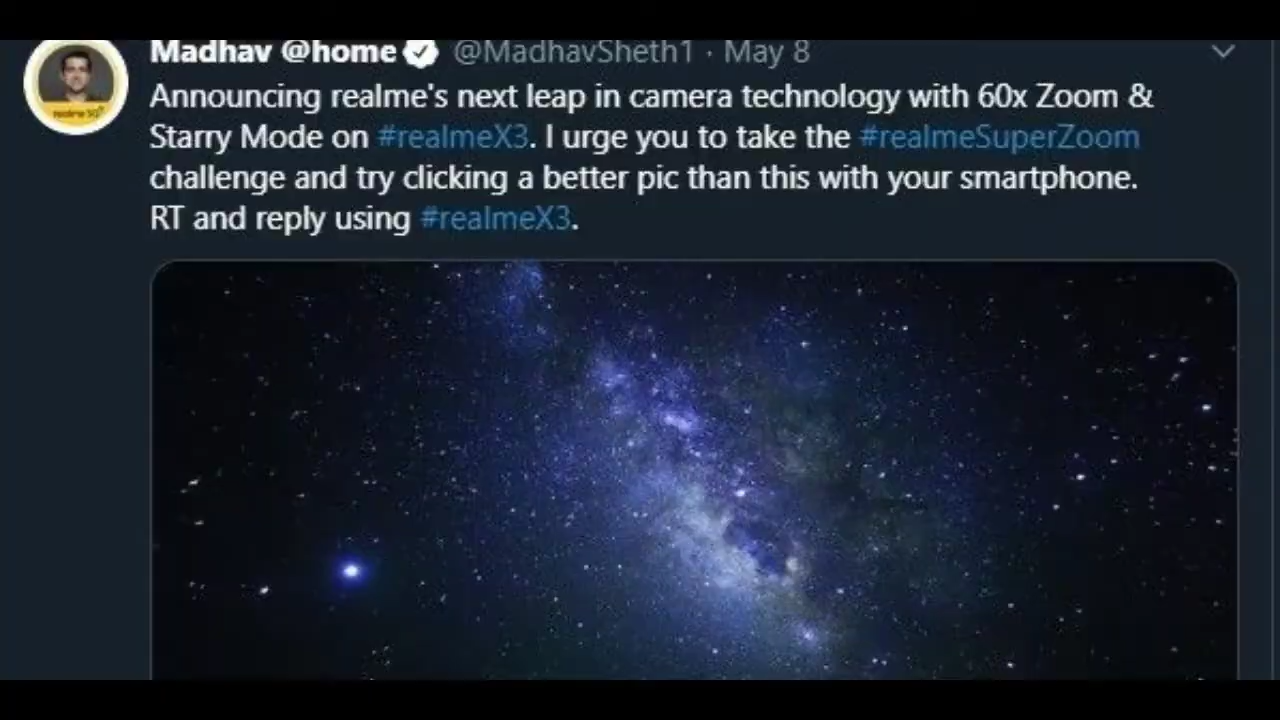 Madhav @home @MadhavSheth1 · May 8
Announcing realme's next leap in camera technology with 60x Zoom &
Starry Mode on #realmeX3. I urge you to take the #realmeSuperZoom
challenge and try clicking a better pic than this with your smartphone.
RT and reply using #realmeX3.